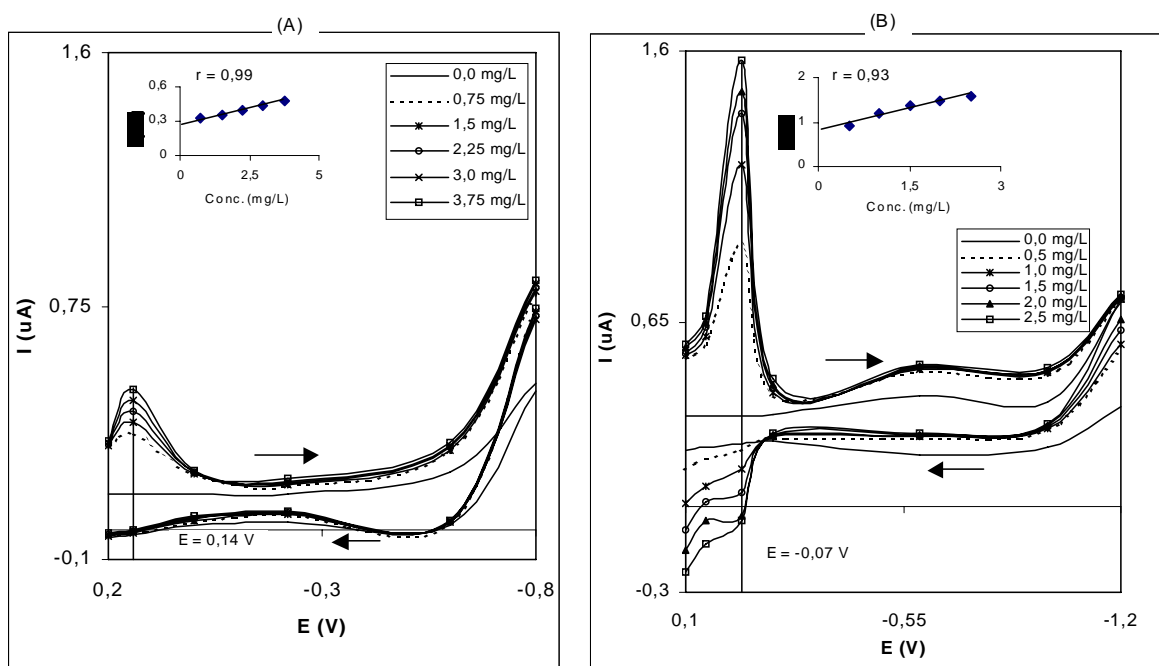 (A)
1,6
0,75
-0,1
I (uA)
0,2
-0,3
-0,8
E (V)
r = 0,99
0,6
0,3
0
0
2,5
5
Conc. (mg/L)
0,0 mg/L
0,75 mg/L
1,5 mg/L
2,25 mg/L
3,0 mg/L
3,75 mg/L
E = 0,14 V
(B)
1,6
0,65
-0,3
I (uA)
0,1
-0,55
-1,2
E (V)
r = 0,93
2
1
0
0
1,5
3
Conc. (mg/L)
0,0 mg/L
0,5 mg/L
1,0 mg/L
1,5 mg/L
2,0 mg/L
2,5 mg/L
E = -0,07 V